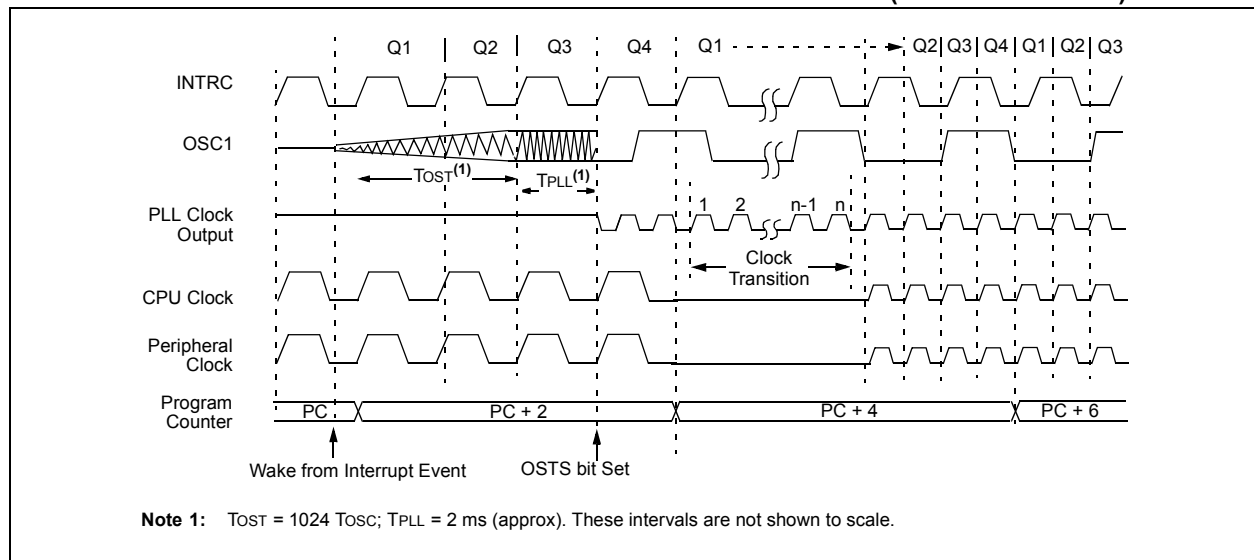 Q1 Q2 Q3 Q4 Q1 Q2 Q3 Q4 Q1 Q2 Q3
INTRC
OSC1
TOST(1) TPLL(1)
1 2 n-1 n
PLL Clock
Output
Clock
Transition
CPU Clock
Peripheral
Clock
Program
Counter
PC PC + 2 PC + 4 PC + 6
Wake from Interrupt Event OSTS bit Set
Note 1: TOST = 1024 TOSC; TPLL = 2 ms (approx). These intervals are not shown to scale.